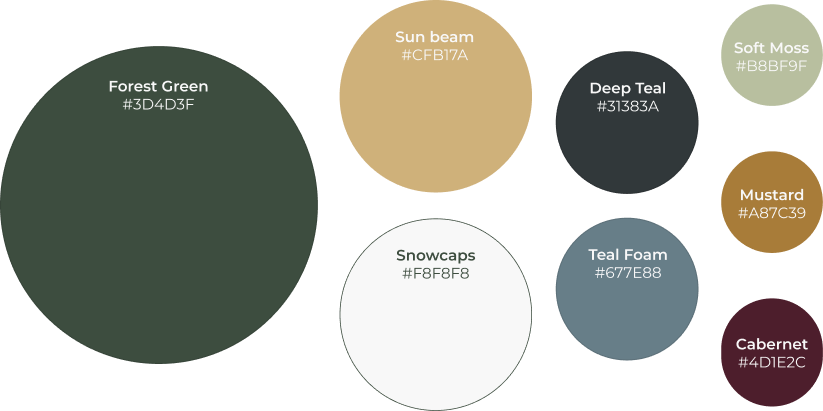 Forest Green
#3D4D3F
Sun beam
#CFB17A
Snowcaps
#F8F8F8
Deep Teal
#31383A
Teal Foam
#677E88
Soft Moss
#B8BF9F
Mustard
#A87C39
Cabernet
#4D1E2C